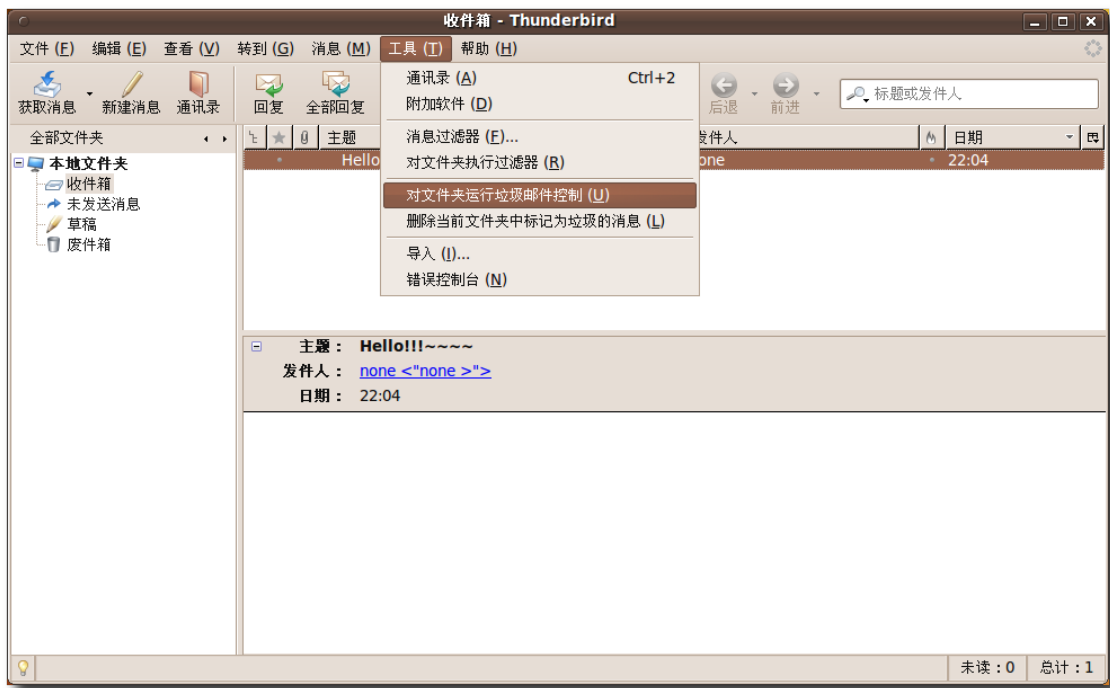 收件箱 - Thunderbird
文件 (F) 编辑 (E) 查看 (V) 转到 (G) 消息 (M) 工具 (T) 帮助 (H)
获取消息 新建消息 通讯录 回复 全部回复 后退 前进 标题或发件人
通讯录 (A) Ctrl+2
附加软件 (D)
消息过滤器 (F)...
对文件夹执行过滤器 (R)
对文件夹运行垃圾邮件控制 (U)
删除当前文件夹中标记为垃圾的消息 (L)
导入 (I)...
错误控制台 (N)
全部文件夹
本地文件夹
收件箱
未发送消息
草稿
废件箱
主题 发件人 日期
Hello one 22:04
主题： Hello!!!~~~~
发件人： none <"none >">
日期： 22:04
未读：0 总计：1